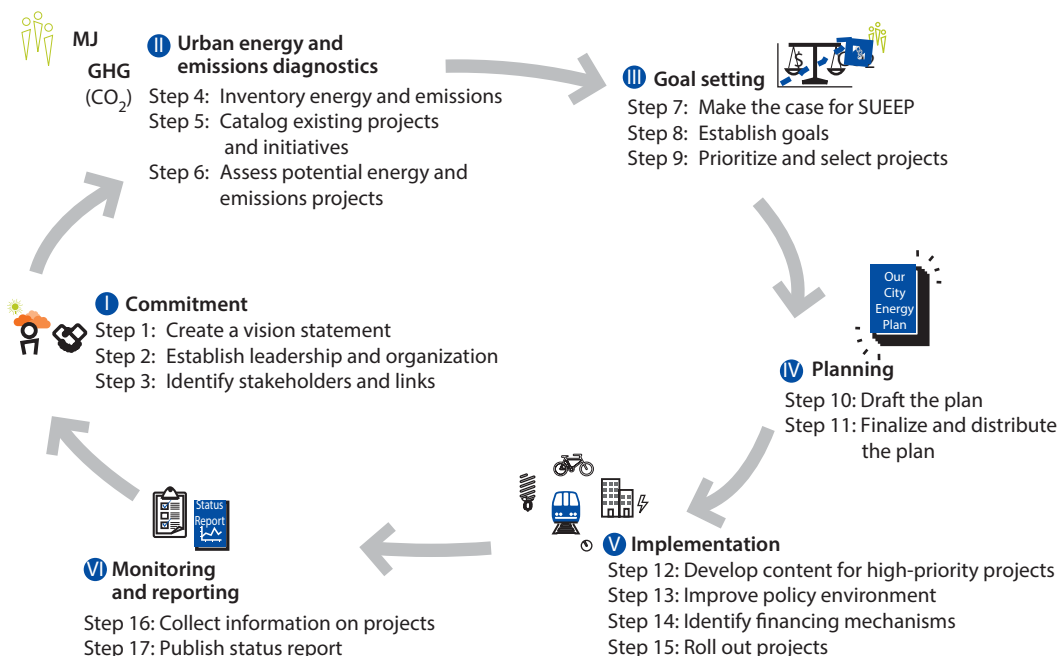 I Commitment
Step 1: Create a vision statement
Step 2: Establish leadership and organization
Step 3: Identify stakeholders and links
MJ
GHG
(CO2)
II Urban energy and
emissions diagnostics
Step 4: Inventory energy and emissions
Step 5: Catalog existing projects
and initiatives
Step 6: Assess potential energy and
emissions projects
$
III Goal setting
Step 7: Make the case for SUEEP
Step 8: Establish goals
Step 9: Prioritize and select projects
Our
City
Energy
Plan
IV Planning
Step 10: Draft the plan
Step 11: Finalize and distribute
the plan
V Implementation
Step 12: Develop content for high-priority projects
Step 13: Improve policy environment
Step 14: Identify financing mechanisms
Step 15: Roll out projects
Status
Report
VI Monitoring
and reporting
Step 16: Collect information on projects
Step 17: Publish status report